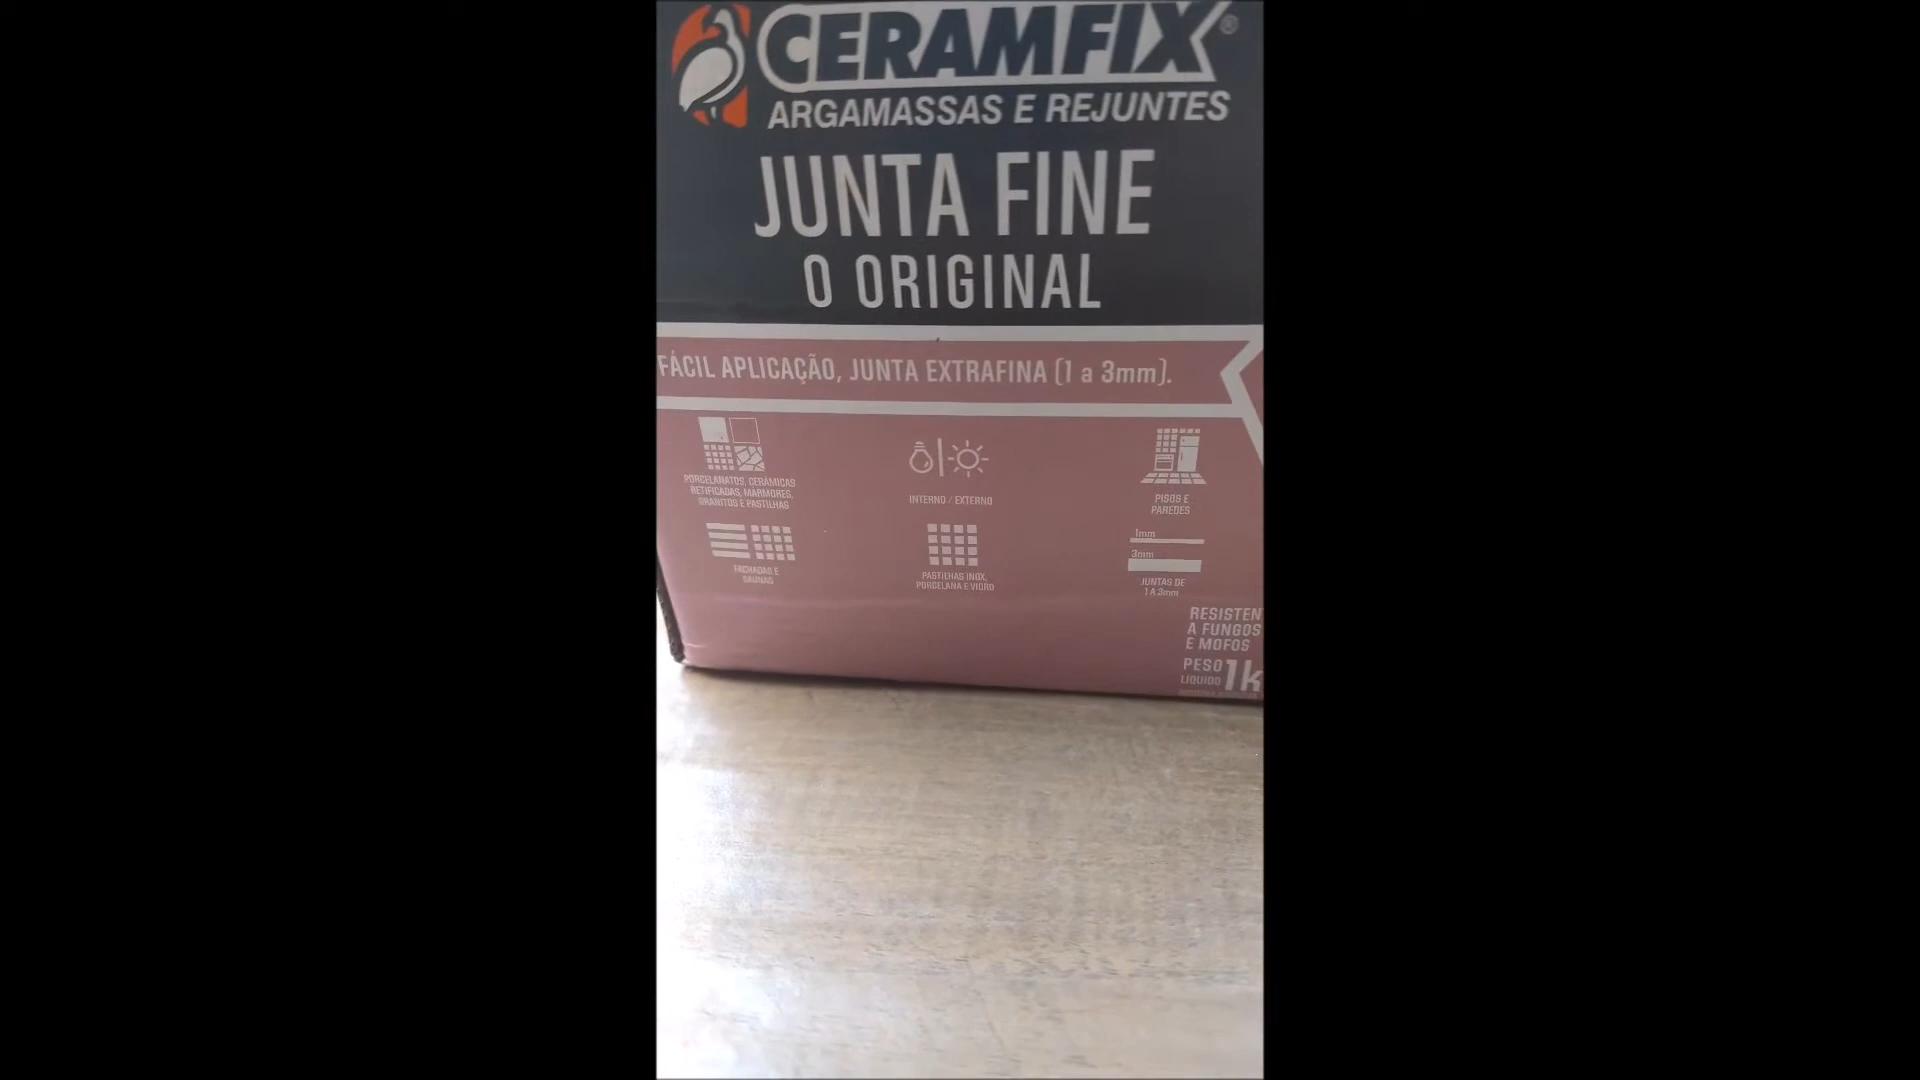 CERAMFIX®
ARGAMASSAS E REJUNTES
JUNTA FINE
O ORIGINAL
FÁCIL APLICAÇÃO, JUNTA EXTRAFINA (1 a 3mm).
PORCELANATOS, CERÂMICAS
RETIFICADAS, MÁRMORES,
GRANITOS E PASTILHAS
INTERNO / EXTERNO
PISOS E
PAREDES
FACHADAS E
SAUNAS
PASTILHAS INOX,
PORCELANA E VIDRO
1mm
3mm
JUNTAS DE
1 A 3mm
RESISTEN
A FUNGOS
E MOFOS
PESO
LÍQUIDO 1k